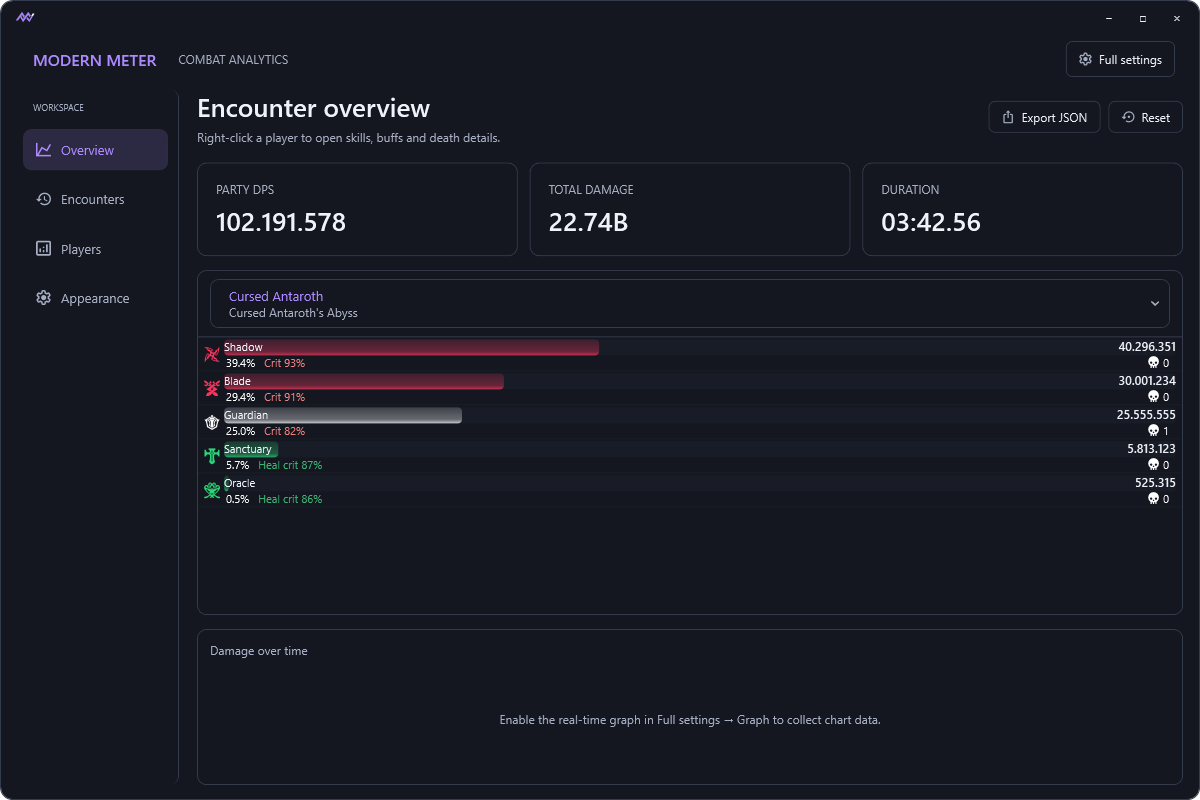 MODERN METER
COMBAT ANALYTICS
Full settings
WORKSPACE
Overview
Encounters
Players
Appearance
Encounter overview
Right-click a player to open skills, buffs and death details.
Export JSON
Reset
PARTY DPS
102.191.578
TOTAL DAMAGE
22.74B
DURATION
03:42.56
Cursed Antaroth
Cursed Antaroth's Abyss
Shadow 40.296.351
39.4% Crit 93% 0
Blade 30.001.234
29.4% Crit 91% 0
Guardian 25.555.555
25.0% Crit 82% 1
Sanctuary 5.813.123
5.7% Heal crit 87% 0
Oracle 525.315
0.5% Heal crit 86% 0
Damage over time
Enable the real-time graph in Full settings → Graph to collect chart data.